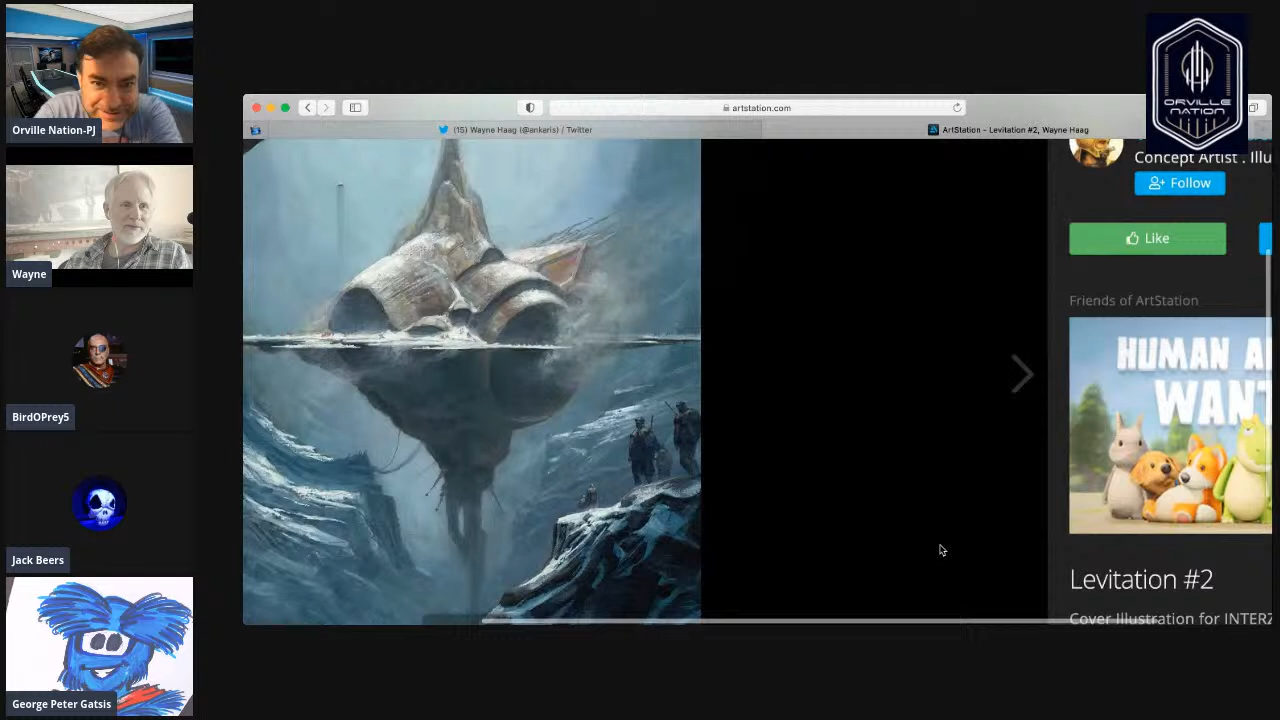 Orville Nation-PJ
Wayne
BirdOPrey5
Jack Beers
George Peter Gatsis
artstation.com
(15) Wayne Haag (@ankaris) / Twitter
ArtStation - Levitation #2, Wayne Haag
ORVILLE
NATION
Concept Artist . Illu
Follow
Like
Friends of ArtStation
HUMAN A
WANT
Levitation #2
Cover Illustration for INTERZ